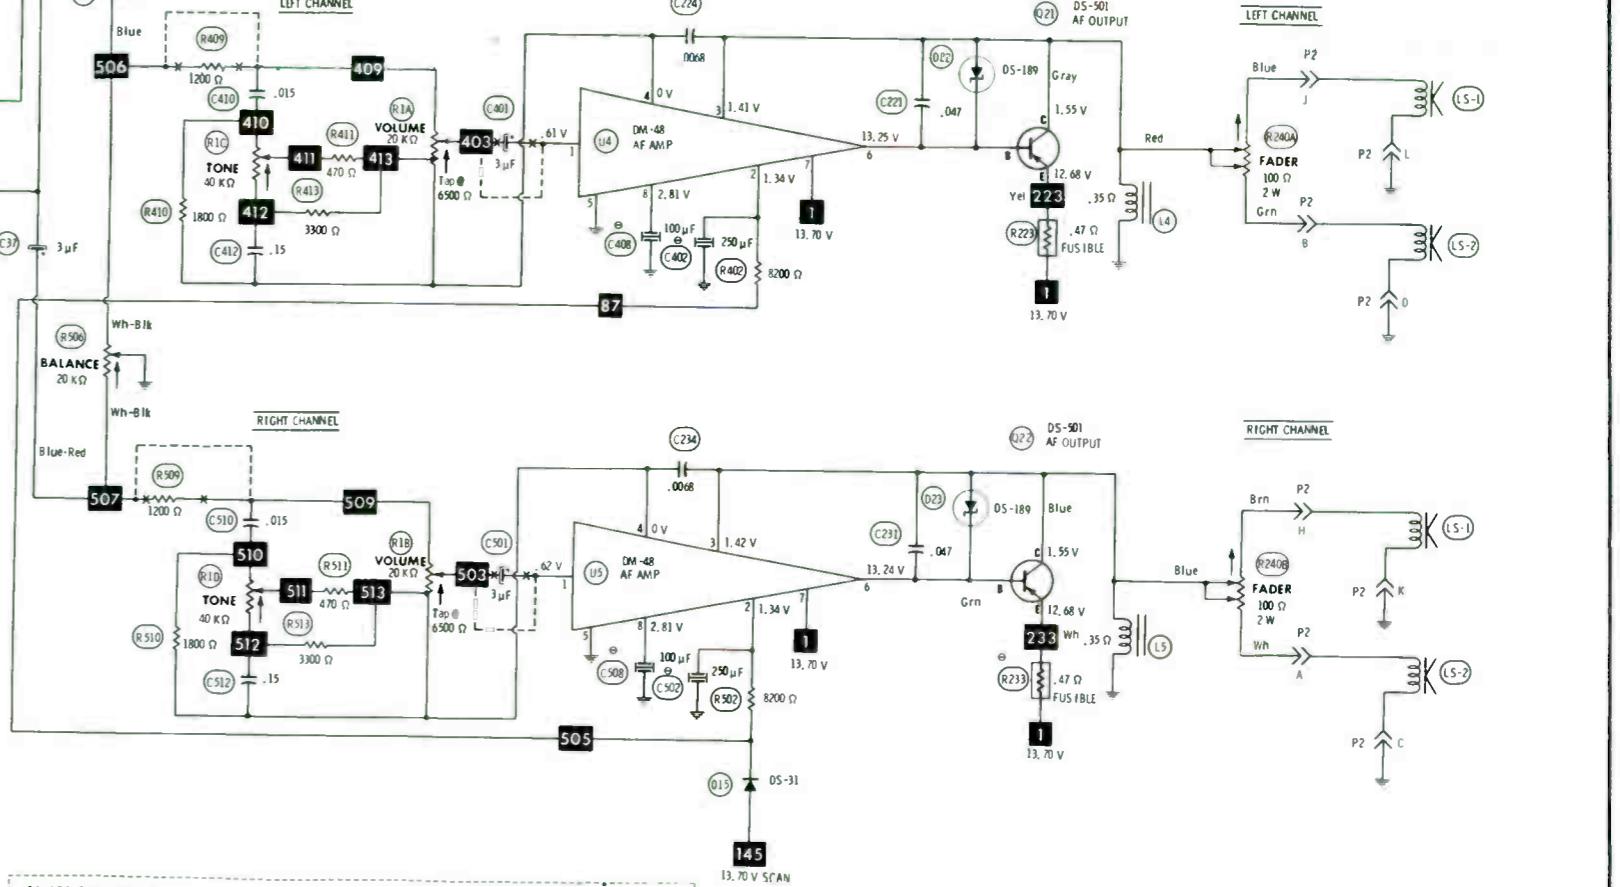 LEFT CHANNEL
C224
Q21
DS-501
AF OUTPUT
LEFT CHANNEL
Blue
R409
.0068
D22
DS-189
Gray
P2
Blue
506
409
1200 Ω
J
LS-1
C410
.015
4
0 V
3
1.41 V
C221
.047
C
1.55 V
R1A
C401
410
R1C
R411
VOLUME
20 KΩ
403
.61 V
U4
DM-48
AF AMP
13.25 V
Red
R240A
TONE
40 KΩ
411
413
3 µF
1
6
B
P2
L
FADER
100 Ω
2 W
470 Ω
R413
Tap @
6500 Ω
2
1.34 V
7
E
12.68 V
R410
1800 Ω
412
8
2.81 V
5
1
Yel
223
.35 Ω
L4
Grn
P2
B
3300 Ω
⊖
C408
100 µF
⊖
C402
250 µF
13.70 V
R223
.47 Ω
FUSIBLE
LS-2
C37
3 µF
C412
.15
R402
8200 Ω
87
1
13.70 V
P2
D
Wh-Blk
R506
BALANCE
20 KΩ
Wh-Blk
RIGHT CHANNEL
Blue-Red
C234
Q22
DS-501
AF OUTPUT
RIGHT CHANNEL
R509
.0068
D23
DS-189
Blue
Brn
P2
H
507
509
1200 Ω
LS-1
C510
.015
4
0 V
3
1.42 V
C231
.047
C
1.55 V
510
R1B
C501
R1D
R511
VOLUME
20 KΩ
503
.62 V
U5
DM-48
AF AMP
13.24 V
Blue
R240B
TONE
40 KΩ
511
513
3 µF
1
6
B
P2
K
FADER
100 Ω
2 W
470 Ω
R513
Tap @
6500 Ω
2
1.34 V
7
Grn
E
12.68 V
R510
1800 Ω
512
8
2.81 V
5
1
233
Wh
.35 Ω
L5
Wh
P2
A
3300 Ω
⊖
C508
100 µF
⊖
C502
250 µF
13.70 V
⊖
R233
.47 Ω
FUSIBLE
LS-2
C512
.15
R502
8200 Ω
505
1
13.70 V
P2
C
D15
DS-31
145
13.70 V SCAN